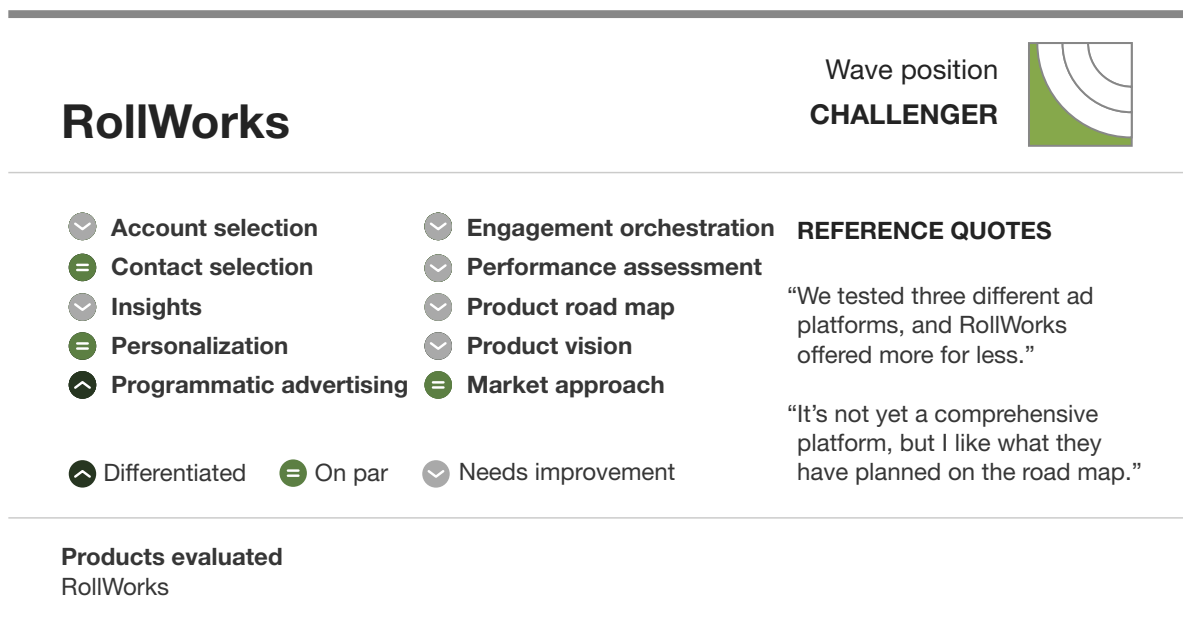 RollWorks
Wave position
CHALLENGER
Account selection
Contact selection
Insights
Personalization
Programmatic advertising
Engagement orchestration
Performance assessment
Product road map
Product vision
Market approach
Differentiated
On par
Needs improvement
REFERENCE QUOTES
“We tested three different ad
platforms, and RollWorks
offered more for less.”
“It’s not yet a comprehensive
platform, but I like what they
have planned on the road map.”
Products evaluated
RollWorks